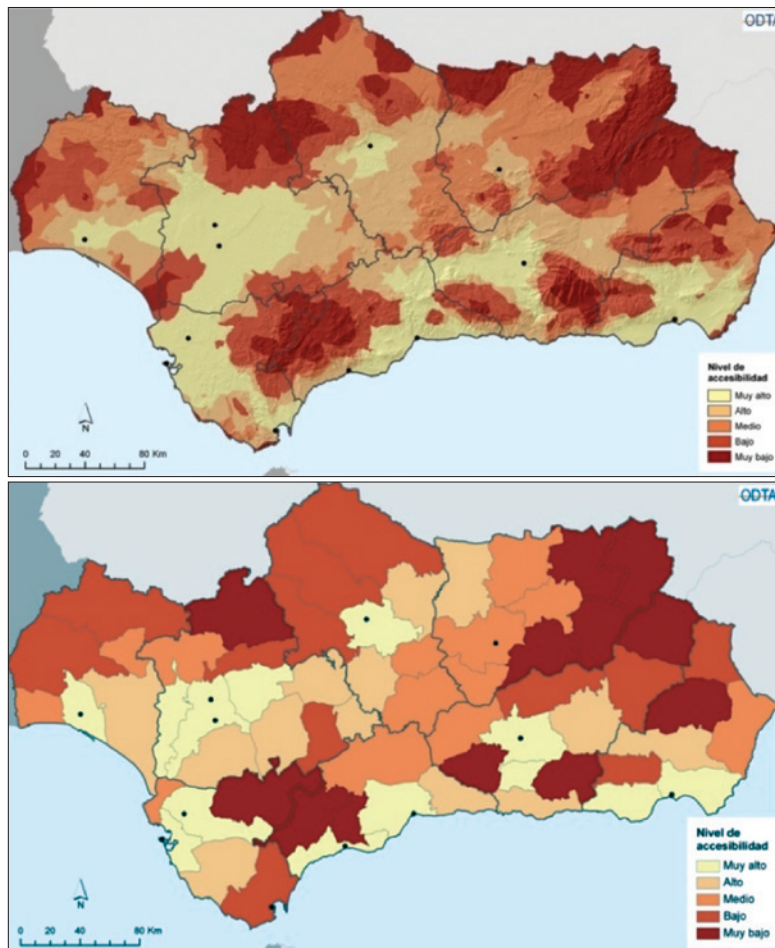 ODTA
Nivel de
accesibilidad
Muy alto
Alto
Medio
Bajo
Muy bajo
N
0 20 40 80 Km
ODTA
Nivel de
accesibilidad
Muy alto
Alto
Medio
Bajo
Muy bajo
N
0 20 40 80 Km